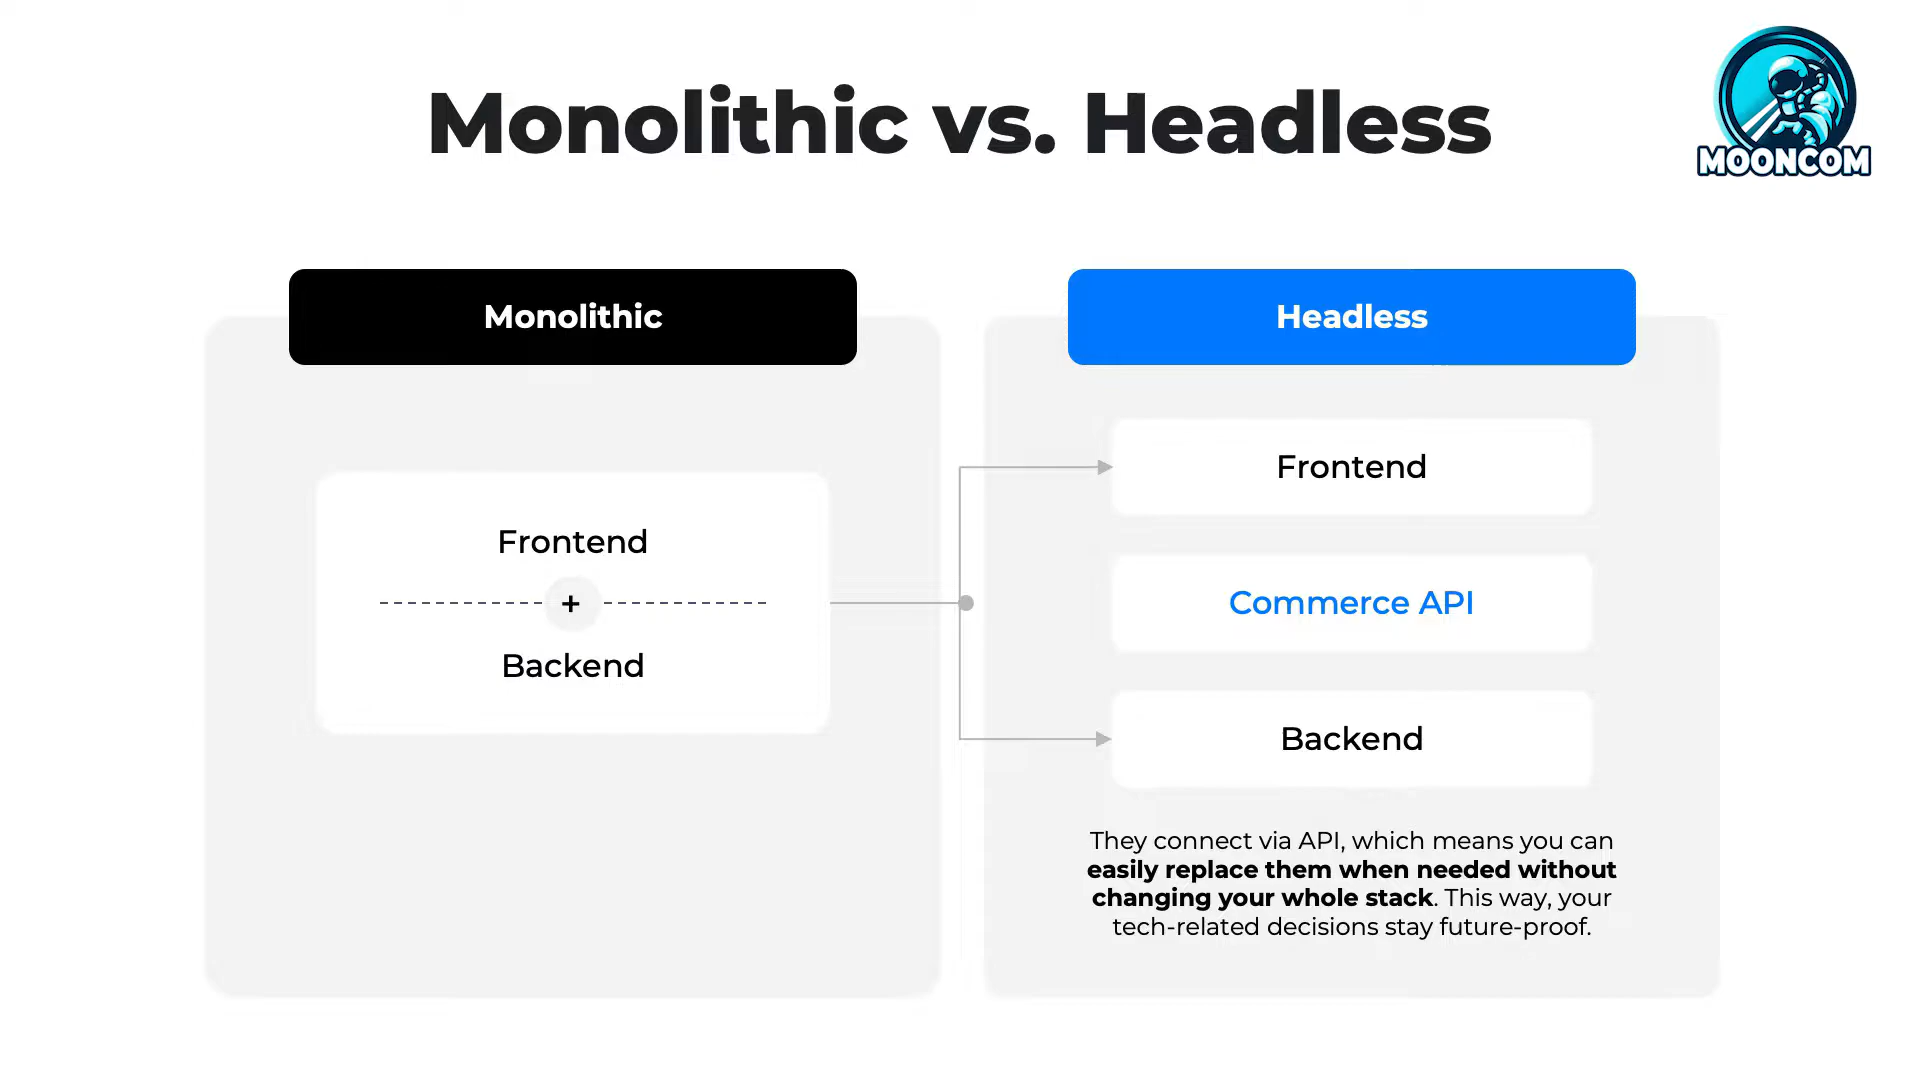 Monolithic vs. Headless
MOONCOM
Monolithic
Frontend
+
Backend
Headless
Frontend
Commerce API
Backend
They connect via API, which means you can
easily replace them when needed without
changing your whole stack. This way, your
tech-related decisions stay future-proof.